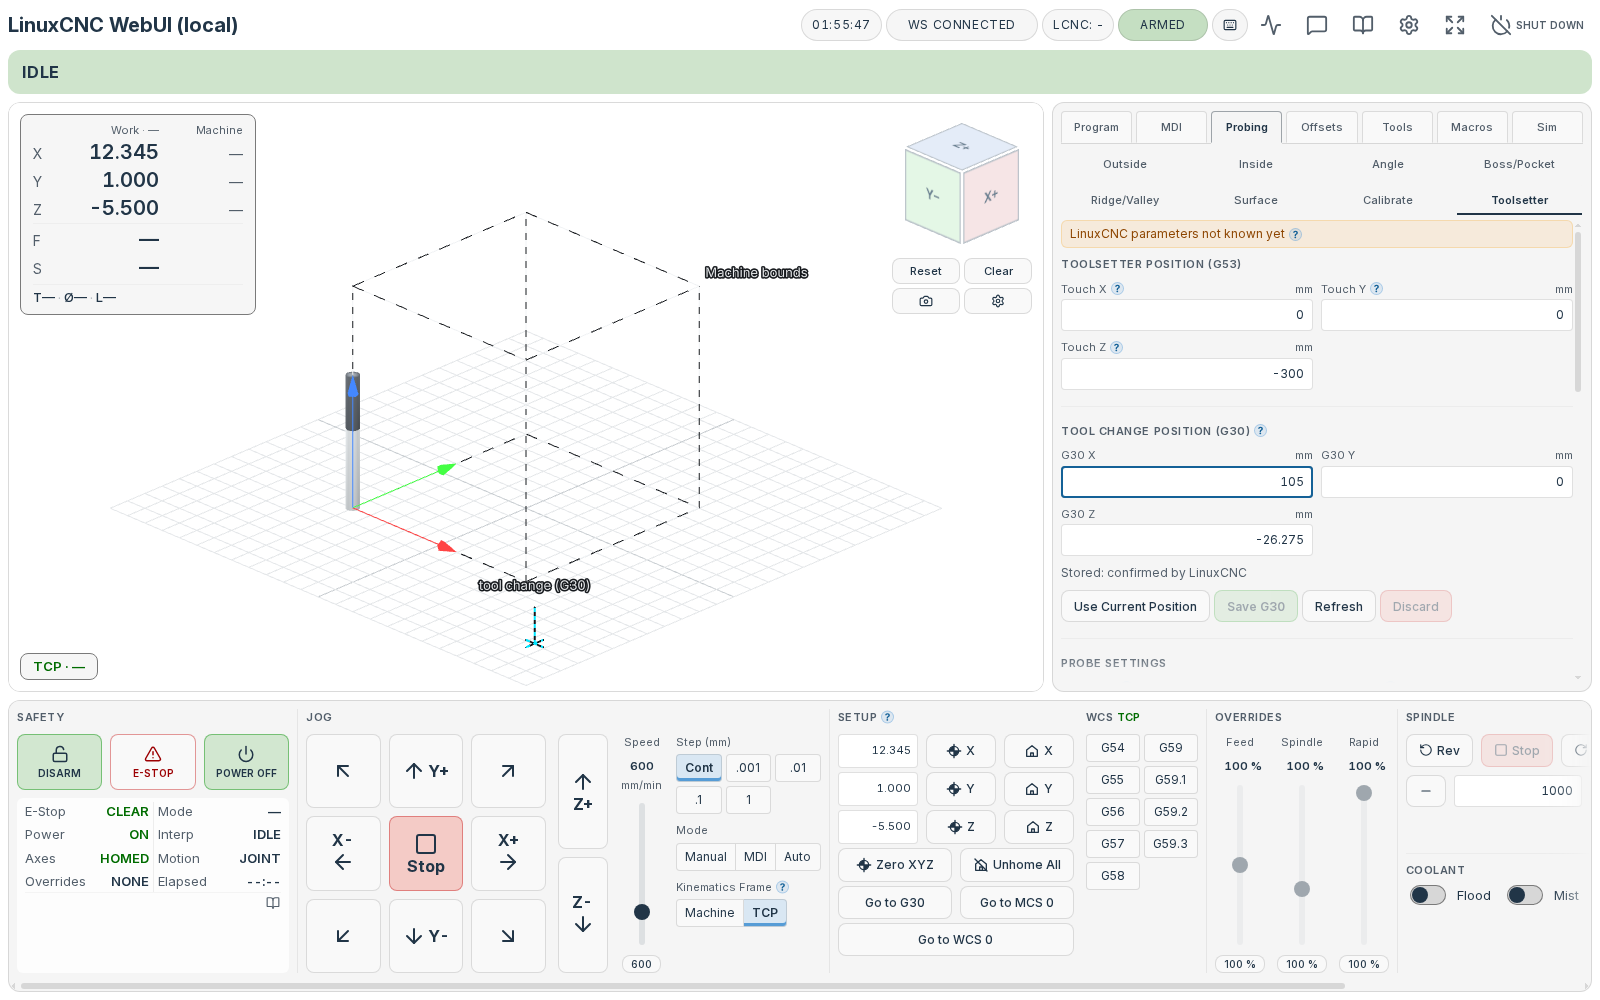 LinuxCNC WebUI (local)
01:55:47
WS CONNECTED
LCNC: -
ARMED
SHUT DOWN
IDLE
Work · —
Machine
X 12.345 —
Y 1.000 —
Z -5.500 —
F —
S —
T— · Ø— · L—
Z+
Y-
X+
Machine bounds
Reset
Clear
tool change (G30)
TCP · —
Program
MDI
Probing
Offsets
Tools
Macros
Sim
Outside
Inside
Angle
Boss/Pocket
Ridge/Valley
Surface
Calibrate
Toolsetter
LinuxCNC parameters not known yet ?
TOOLSETTER POSITION (G53)
Touch X ? mm
Touch Y ? mm
0
0
Touch Z ? mm
-300
TOOL CHANGE POSITION (G30) ?
G30 X mm
G30 Y mm
105
0
G30 Z mm
-26.275
Stored: confirmed by LinuxCNC
Use Current Position
Save G30
Refresh
Discard
PROBE SETTINGS
SAFETY
DISARM
E-STOP
POWER OFF
E-Stop CLEAR
Mode —
Power ON
Interp IDLE
Axes HOMED
Motion JOINT
Overrides NONE
Elapsed --:--
JOG
Y+
X-
Stop
X+
Y-
Z+
Z-
Speed
600
mm/min
600
Step (mm)
Cont
.001
.01
.1
1
Mode
Manual
MDI
Auto
Kinematics Frame ?
Machine
TCP
SETUP ?
12.345
X
X
1.000
Y
Y
-5.500
Z
Z
Zero XYZ
Unhome All
Go to G30
Go to MCS 0
Go to WCS 0
WCS TCP
G54
G59
G55
G59.1
G56
G59.2
G57
G59.3
G58
OVERRIDES
Feed
Spindle
Rapid
100 %
100 %
100 %
100 %
100 %
100 %
SPINDLE
Rev
Stop
−
1000
COOLANT
Flood
Mist